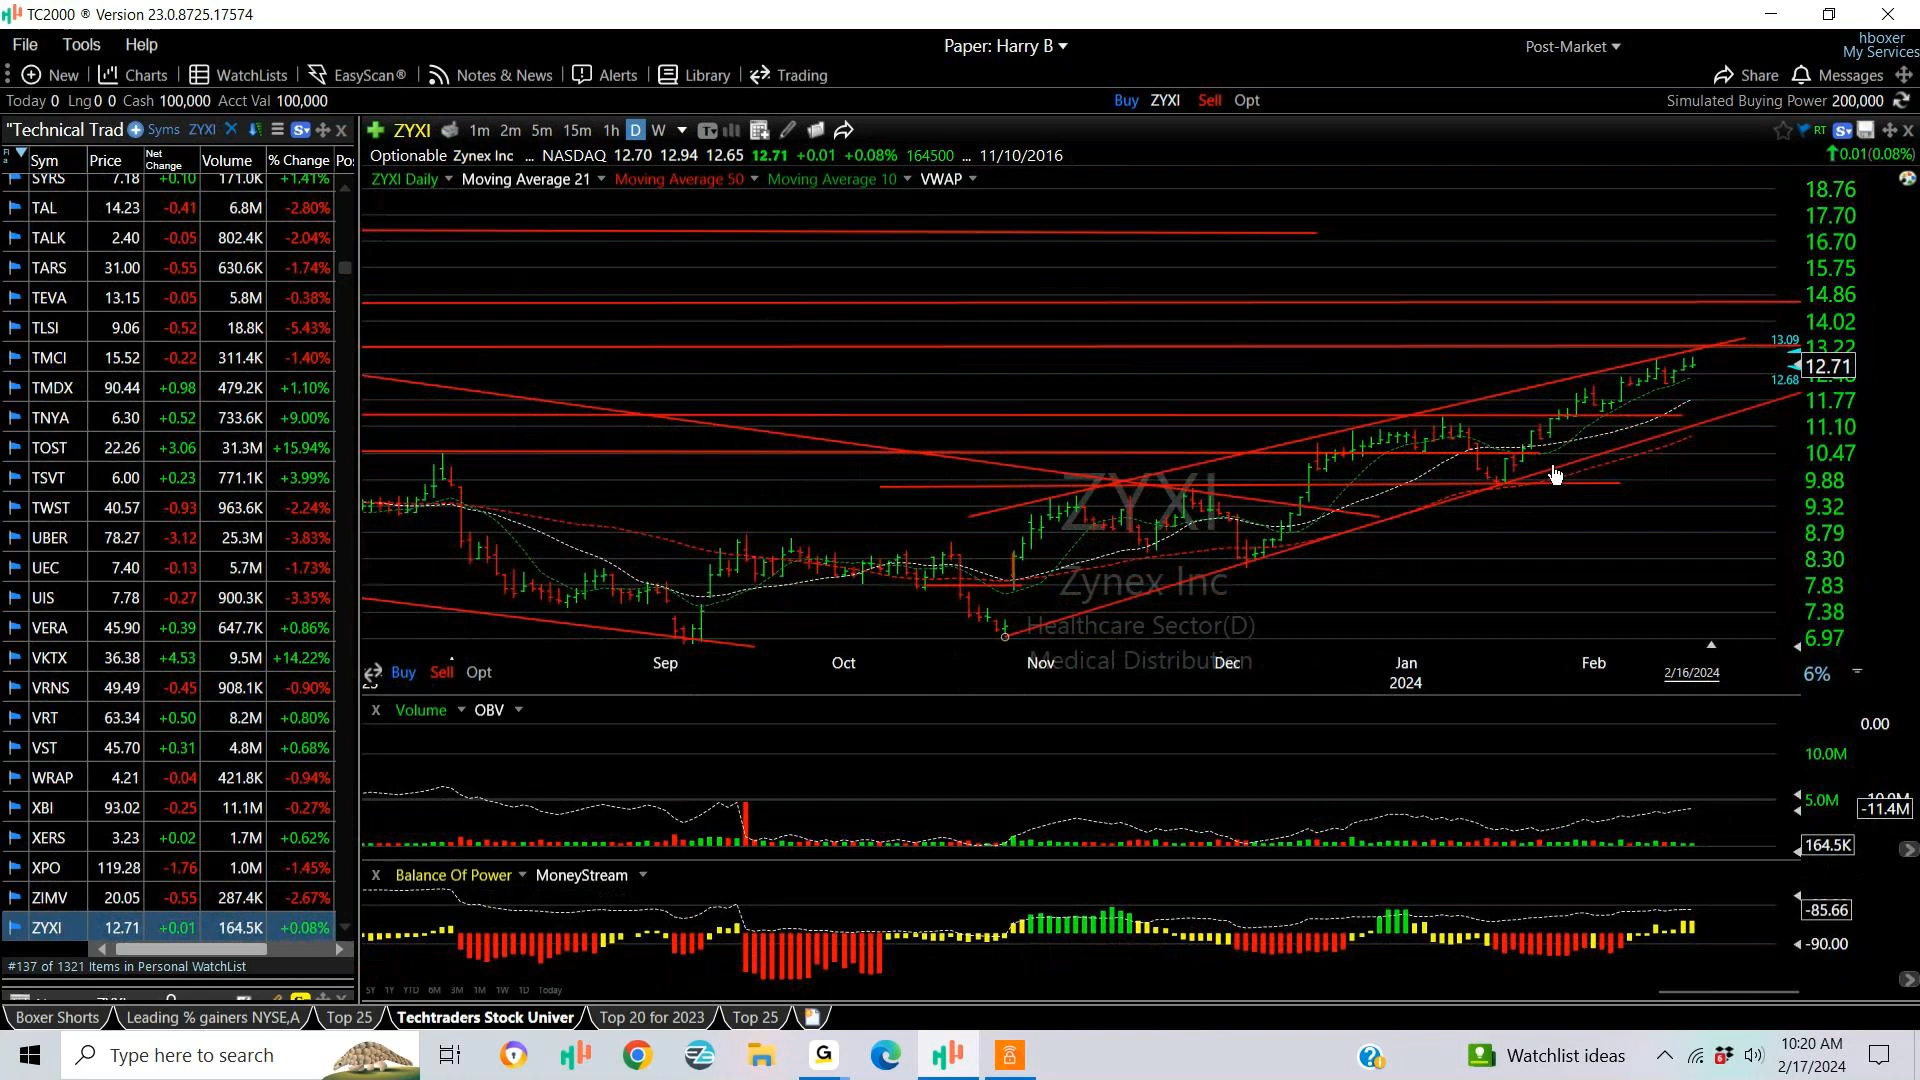 TC2000 ® Version 23.0.8725.17574
File Tools Help
Paper: Harry B
Post-Market
hboxer
My Services
New Charts WatchLists EasyScan® Notes & News Alerts Library Trading
Share Messages
Today 0 Lng 0 0 Cash 100,000 Acct Val 100,000
Buy ZYXI Sell Opt
Simulated Buying Power 200,000
"Technical Trad Syms ZYXI
ZYXI 1m 2m 5m 15m 1h D W
RT
Sym Price Net Change Volume % Change Po
Optionable Zynex Inc ... NASDAQ 12.70 12.94 12.65 12.71 +0.01 +0.08% 164500 ... 11/10/2016
0.01(0.08%)
ZYXI Daily Moving Average 21 Moving Average 50 Moving Average 10 VWAP
SYRS 7.18 +0.10 171.0K +1.41%
TAL 14.23 -0.41 6.8M -2.80%
TALK 2.40 -0.05 802.4K -2.04%
TARS 31.00 -0.55 630.6K -1.74%
TEVA 13.15 -0.05 5.8M -0.38%
TLSI 9.06 -0.52 18.8K -5.43%
TMCI 15.52 -0.22 311.4K -1.40%
TMDX 90.44 +0.98 479.2K +1.10%
TNYA 6.30 +0.52 733.6K +9.00%
TOST 22.26 +3.06 31.3M +15.94%
TSVT 6.00 +0.23 771.1K +3.99%
TWST 40.57 -0.93 963.6K -2.24%
UBER 78.27 -3.12 25.3M -3.83%
UEC 7.40 -0.13 5.7M -1.73%
UIS 7.78 -0.27 900.3K -3.35%
VERA 45.90 +0.39 647.7K +0.86%
VKTX 36.38 +4.53 9.5M +14.22%
VRNS 49.49 -0.45 908.1K -0.90%
VRT 63.34 +0.50 8.2M +0.80%
VST 45.70 +0.31 4.8M +0.68%
WRAP 4.21 -0.04 421.8K -0.94%
XBI 93.02 -0.25 11.1M -0.27%
XERS 3.23 +0.02 1.7M +0.62%
XPO 119.28 -1.76 1.0M -1.45%
ZIMV 20.05 -0.55 287.4K -2.67%
ZYXI 12.71 +0.01 164.5K +0.08%
#137 of 1321 Items in Personal WatchList
18.76
17.70
16.70
15.75
14.86
14.02
13.09
13.22
12.71
12.68
11.77
11.10
10.47
9.88
9.32
8.79
8.30
7.83
7.38
6.97
6%
ZYXI
Zynex Inc
Healthcare Sector(D)
Medical Distribution
Sep Oct Nov Dec Jan Feb
2024
2/16/2024
Buy Sell Opt
X Volume OBV
0.00
10.0M
5.0M
-11.4M
164.5K
X Balance Of Power MoneyStream
-85.66
-90.00
5Y 1Y YTD 6M 3M 1M 1W 1D Today
Boxer Shorts Leading % gainers NYSE,A Top 25 Techtraders Stock Univer Top 20 for 2023 Top 25
Type here to search
Watchlist ideas
10:20 AM
2/17/2024